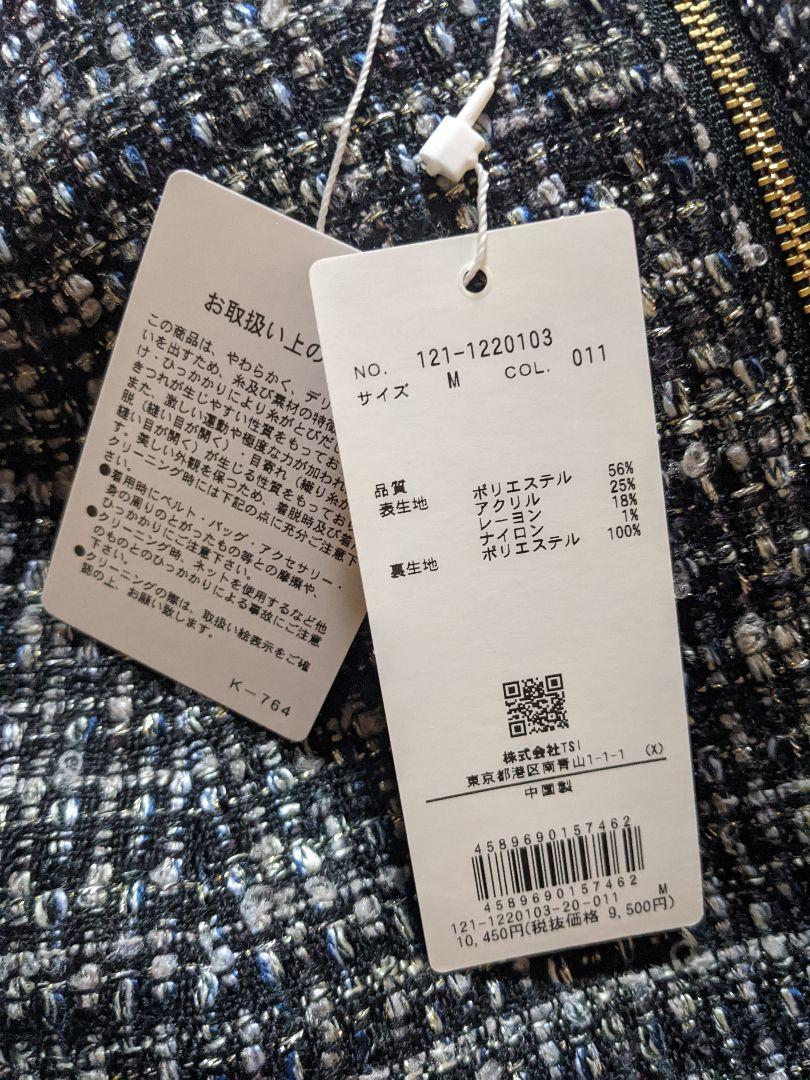 お取扱い上の
この商品は、やわらかく、デリ
いを出すため、糸及び素材の特徴
け・ひっかかりにより糸がとびだ
きつれが生じやすい性質をもってお
また、激しい運動や極度な力が加われ
脱（縫い目が開く）・目寄れ（織り糸が
縫い目が開く）が生じる性質をもってお
す。美しい外観を保つため、着脱時及び着
クリーニング時には下記の点に充分ご注意下
さい。
●着用時にベルト・バッグ・アクセサリー・
身の周りのとがったもの等との摩擦や、
ひっかかりにご注意下さい。
●クリーニング時、ネットを使用するなど他
のものとのひっかかりによる事故にご注意
下さい。
●クリーニングの際は、取扱い絵表示をご確
認の上、お願い致します。
K-764
NO. 121-1220103
サイズ M COL. 011
品質
表生地 ポリエステル 56%
アクリル 25%
レーヨン 18%
ナイロン 1%
裏生地 ポリエステル 100%
株式会社TSI
東京都港区南青山1-1-1 (X)
中国製
4589690157462
4589690157462
121-1220103-20-011 M
10,450円(税抜価格 9,500円)